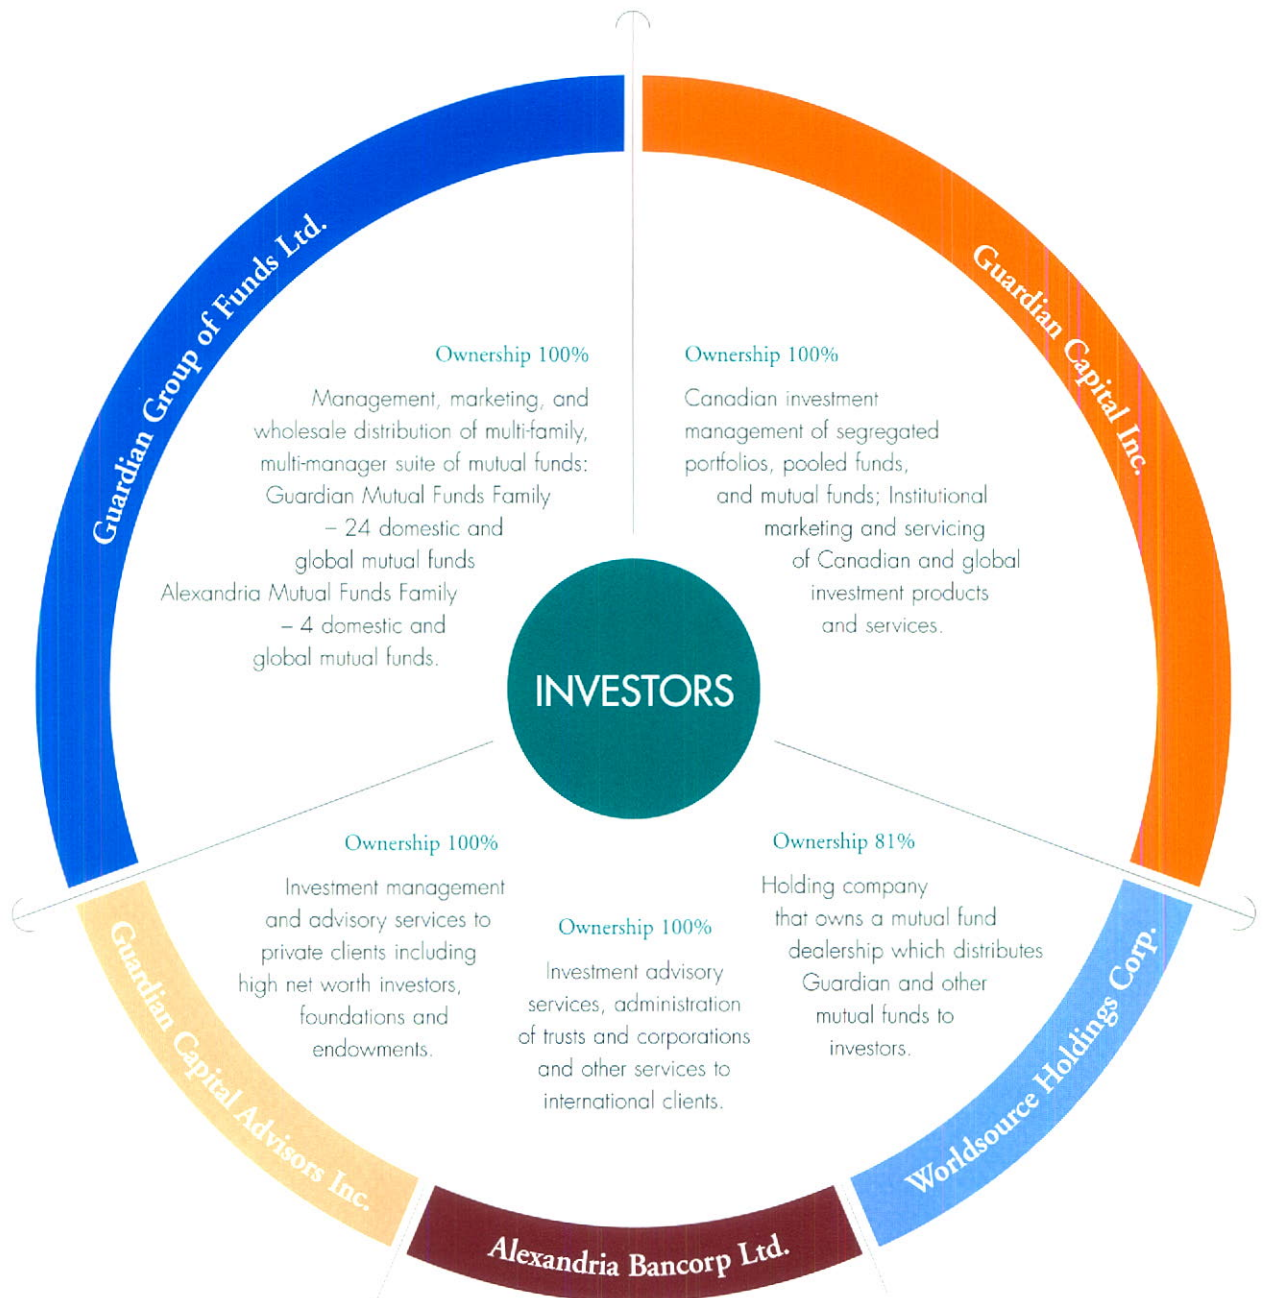 Guardian Group of Funds Ltd.
Ownership 100%
Management, marketing, and
wholesale distribution of multi-family,
multi-manager suite of mutual funds:
Guardian Mutual Funds Family
– 24 domestic and
global mutual funds
Alexandria Mutual Funds Family
– 4 domestic and
global mutual funds.
Guardian Capital Inc.
Ownership 100%
Canadian investment
management of segregated
portfolios, pooled funds,
and mutual funds; Institutional
marketing and servicing
of Canadian and global
investment products
and services.
INVESTORS
Guardian Capital Advisors Inc.
Ownership 100%
Investment management
and advisory services to
private clients including
high net worth investors,
foundations and
endowments.
Alexandria Bancorp Ltd.
Ownership 100%
Investment advisory
services, administration
of trusts and corporations
and other services to
international clients.
Worldsource Holdings Corp.
Ownership 81%
Holding company
that owns a mutual fund
dealership which distributes
Guardian and other
mutual funds to
investors.